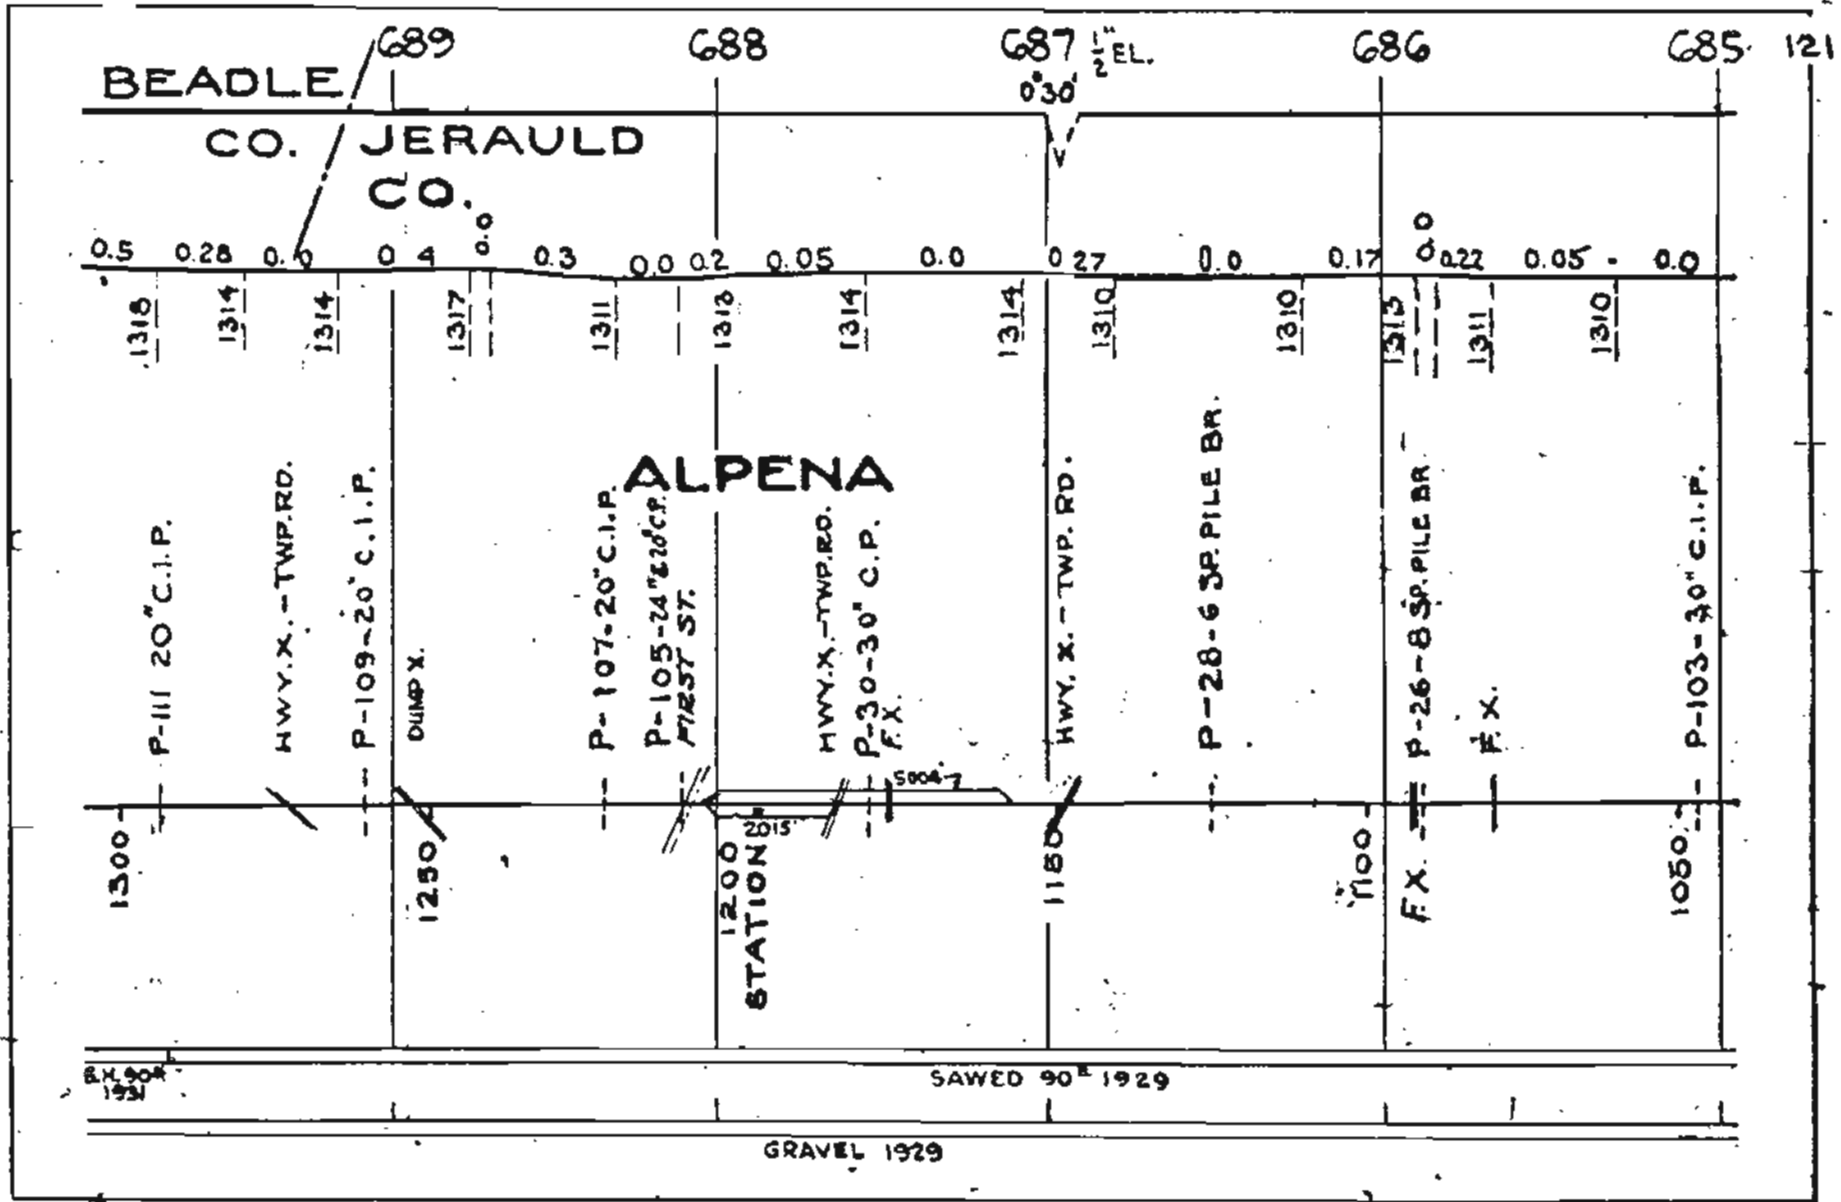 689 688 687 ½" EL. 686 685 121
0°30'
BEADLE
CO. JERAULD
CO.
0.5 0.28 0.0 0 4 0.0 0.3 0.0 0.2 0.05 0.0 0.27 0.0 0.17 0.0 0.22 0.05 0.0
1318 1314 1314 1317 1311 1313 1314 1314 1310 1310 1313 1311 1310
ALPENA
P-111 20" C.I.P.
HWY.X.-TWP.RD.
P-109-20" C.I.P.
DUMP X.
P-107-20" C.I.P.
P-105-24" & 20" C.P.
FIRST ST.
HWY.X.-TWP.RD.
P-30-30" C.P.
F.X.
HWY.X.-TWP.RD.
P-28-6 SP. PILE BR.
P-26-8 SP. PILE BR.
F.X.
P-103-30" C.I.P.
5004'
2015'
1300 1250 1200 1150 1100 F.X. 1050
STATION
1931
SAWED 90# 1929
GRAVEL 1929